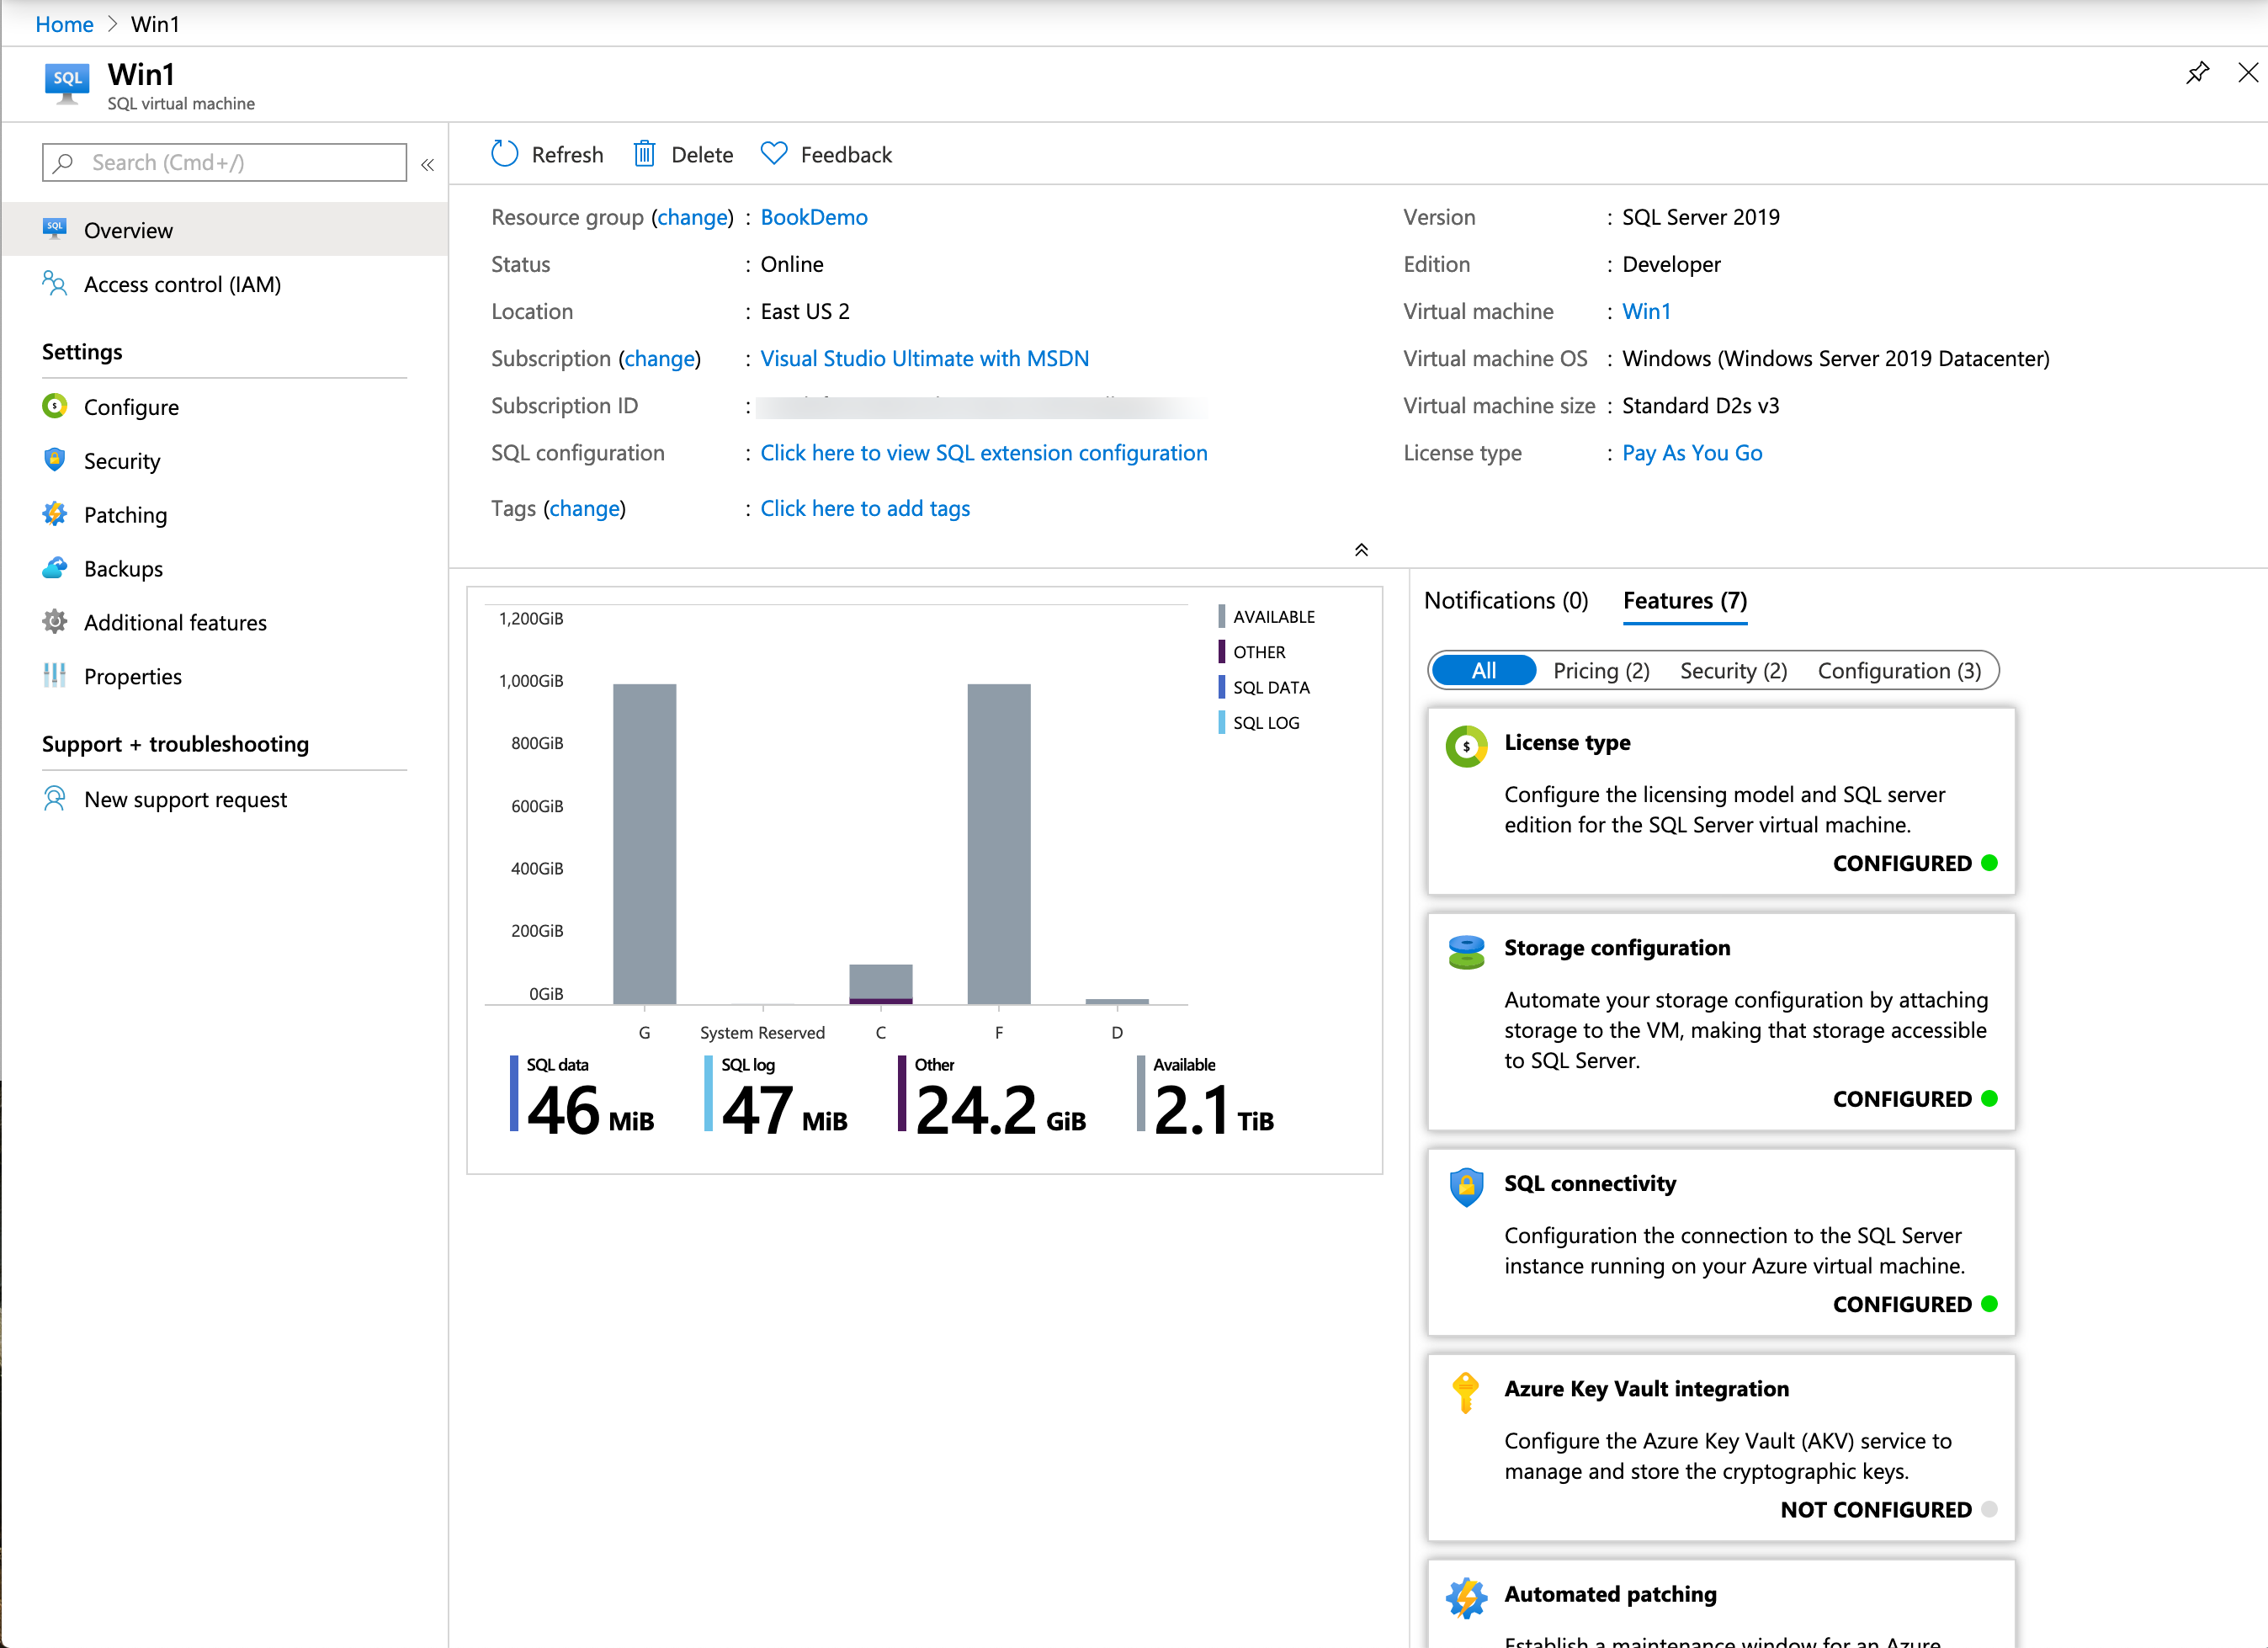 Home > Win1
SQL
Win1
SQL virtual machine
Search (Cmd+/)
«
SQL
Overview
Access control (IAM)
Settings
Configure
Security
Patching
Backups
Additional features
Properties
Support + troubleshooting
New support request
Refresh
Delete
Feedback
Resource group (change) : BookDemo
Status : Online
Location : East US 2
Subscription (change) : Visual Studio Ultimate with MSDN
Subscription ID :
SQL configuration : Click here to view SQL extension configuration
Tags (change) : Click here to add tags
Version : SQL Server 2019
Edition : Developer
Virtual machine : Win1
Virtual machine OS : Windows (Windows Server 2019 Datacenter)
Virtual machine size : Standard D2s v3
License type : Pay As You Go
1,200GiB
1,000GiB
800GiB
600GiB
400GiB
200GiB
0GiB
G
System Reserved
C
F
D
AVAILABLE
OTHER
SQL DATA
SQL LOG
SQL data
46 MiB
SQL log
47 MiB
Other
24.2 GiB
Available
2.1 TiB
Notifications (0)
Features (7)
All
Pricing (2)
Security (2)
Configuration (3)
$
License type
Configure the licensing model and SQL server
edition for the SQL Server virtual machine.
CONFIGURED
Storage configuration
Automate your storage configuration by attaching
storage to the VM, making that storage accessible
to SQL Server.
CONFIGURED
SQL connectivity
Configuration the connection to the SQL Server
instance running on your Azure virtual machine.
CONFIGURED
Azure Key Vault integration
Configure the Azure Key Vault (AKV) service to
manage and store the cryptographic keys.
NOT CONFIGURED
Automated patching
Establish a maintenance window for an Azure